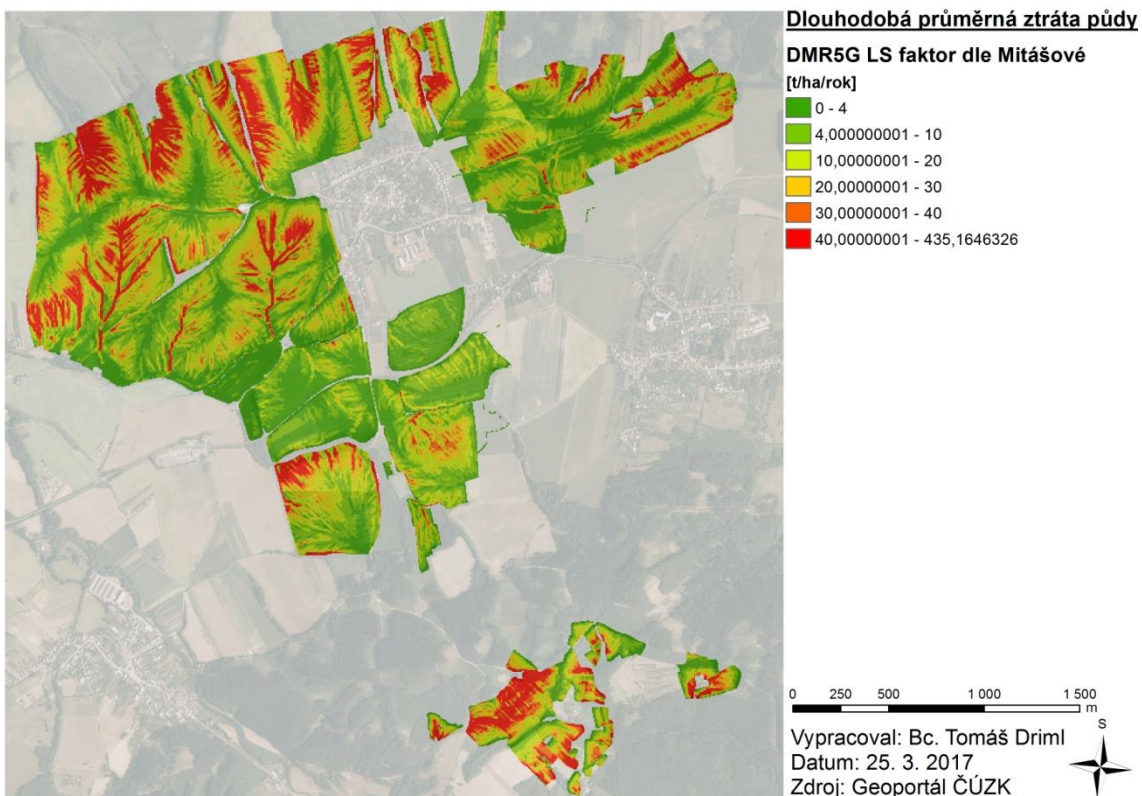 Dlouhodobá průměrná ztráta půdy
DMR5G LS faktor dle Mitášové
[t/ha/rok]
0 - 4
4,000000001 - 10
10,00000001 - 20
20,00000001 - 30
30,00000001 - 40
40,00000001 - 435,1646326
0 250 500 1 000 1 500
m
S
Vypracoval: Bc. Tomáš Driml
Datum: 25. 3. 2017
Zdroj: Geoportál ČÚZK